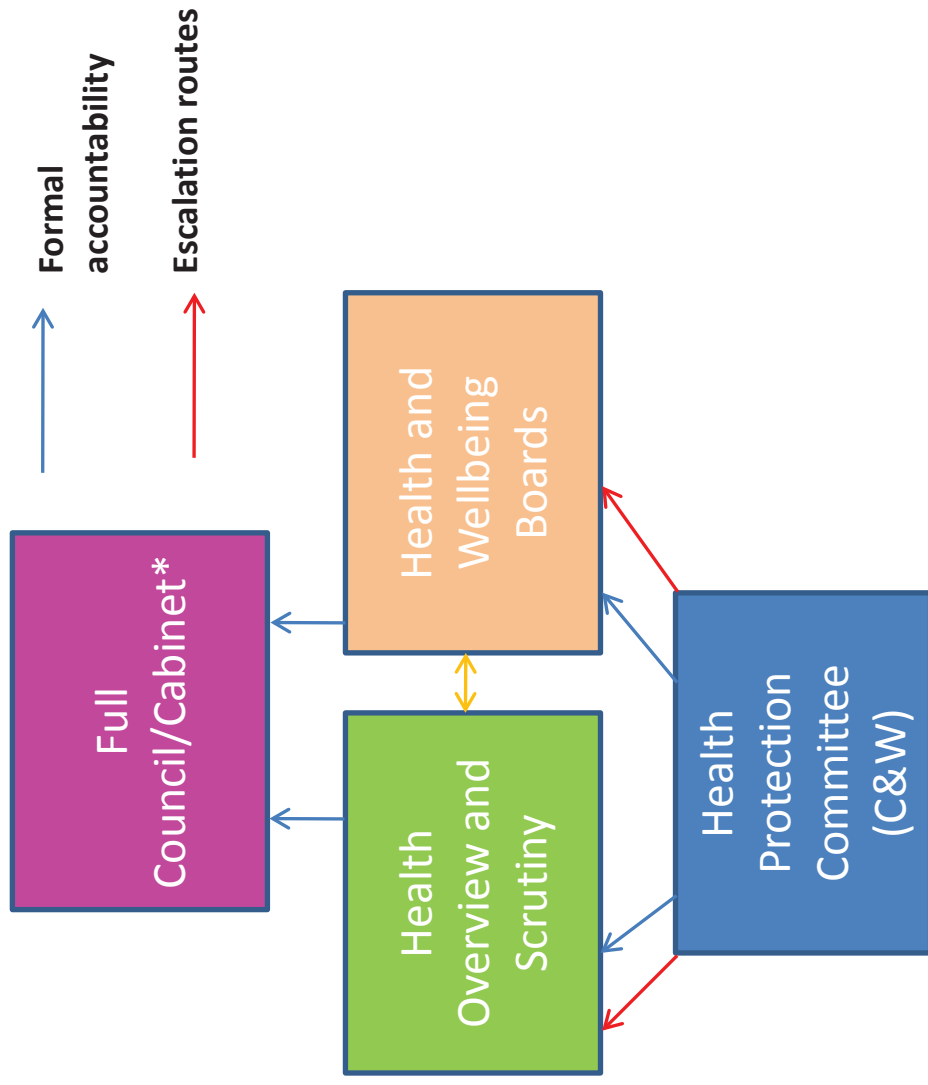 Full
Council/Cabinet*
Formal
accountability
Escalation routes
Health
Overview and
Scrutiny
Health and
Wellbeing
Boards
Health
Protection
Committee
(C&W)